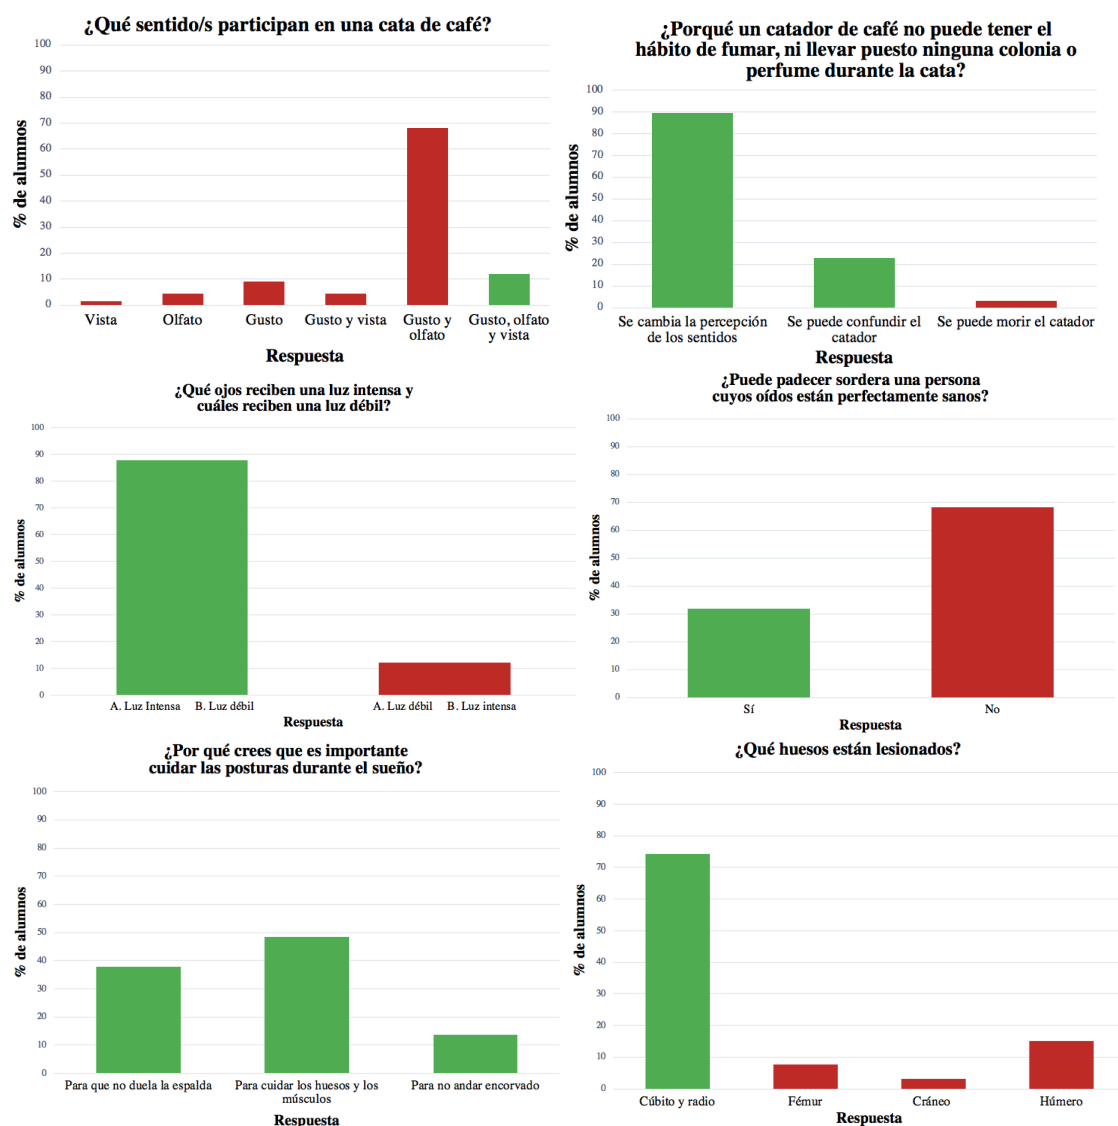 ¿Qué sentido/s participan en una cata de café?
% de alumnos
100
90
80
70
60
50
40
30
20
10
0
Vista
Olfato
Gusto
Gusto y vista
Gusto y
olfato
Gusto, olfato
y vista
Respuesta
¿Porqué un catador de café no puede tener el
hábito de fumar, ni llevar puesto ninguna colonia o
perfume durante la cata?
% de alumnos
100
90
80
70
60
50
40
30
20
10
0
Se cambia la percepción
de los sentidos
Se puede confundir el
catador
Se puede morir el catador
Respuesta
¿Qué ojos reciben una luz intensa y
cuáles reciben una luz débil?
% de alumnos
100
90
80
70
60
50
40
30
20
10
0
A. Luz Intensa B. Luz débil
A. Luz débil B. Luz intensa
Respuesta
¿Puede padecer sordera una persona
cuyos oídos están perfectamente sanos?
% de alumnos
100
90
80
70
60
50
40
30
20
10
0
Sí
No
Respuesta
¿Por qué crees que es importante
cuidar las posturas durante el sueño?
% de alumnos
100
90
80
70
60
50
40
30
20
10
0
Para que no duela la espalda
Para cuidar los huesos y los
músculos
Para no andar encorvado
Respuesta
¿Qué huesos están lesionados?
% de alumnos
100
90
80
70
60
50
40
30
20
10
0
Cúbito y radio
Fémur
Cráneo
Húmero
Respuesta